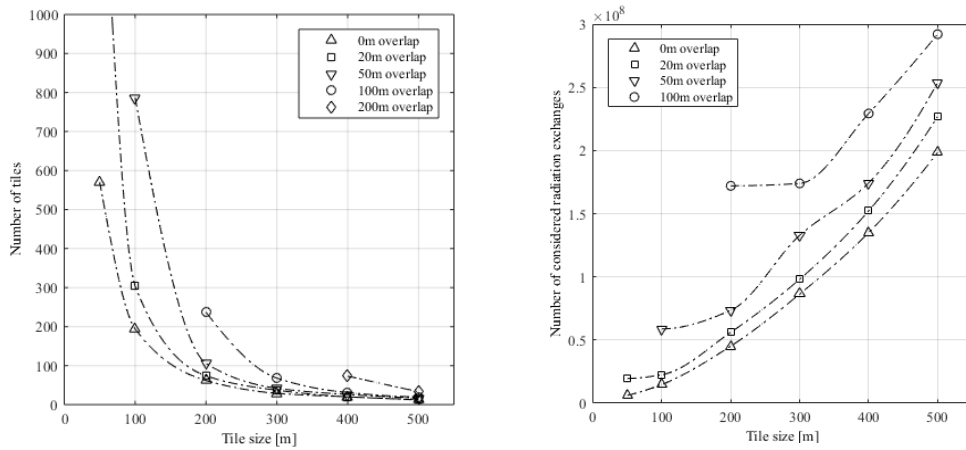 1000
900
800
700
600
500
400
300
200
100
0
Number of tiles
0m overlap
20m overlap
50m overlap
100m overlap
200m overlap
0 100 200 300 400 500
Tile size [m]
×10⁸
3
2.5
2
1.5
1
0.5
0
Number of considered radiation exchanges
0m overlap
20m overlap
50m overlap
100m overlap
0 100 200 300 400 500
Tile size [m]